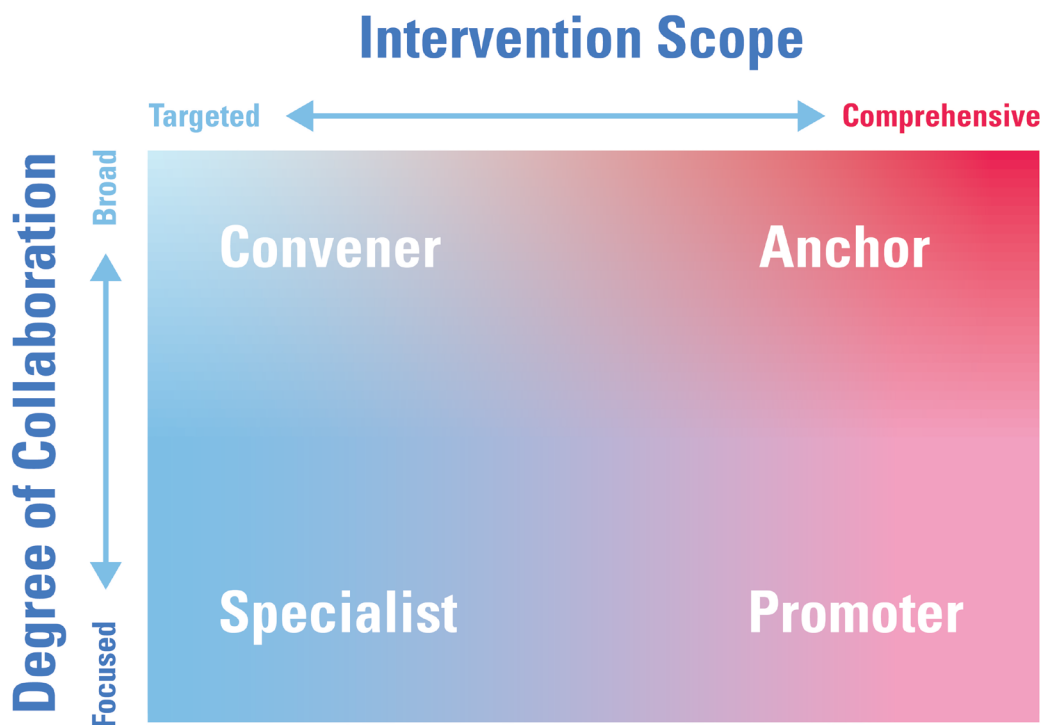 Intervention Scope
Targeted
Comprehensive
Degree of Collaboration
Broad
Focused
Convener
Anchor
Specialist
Promoter